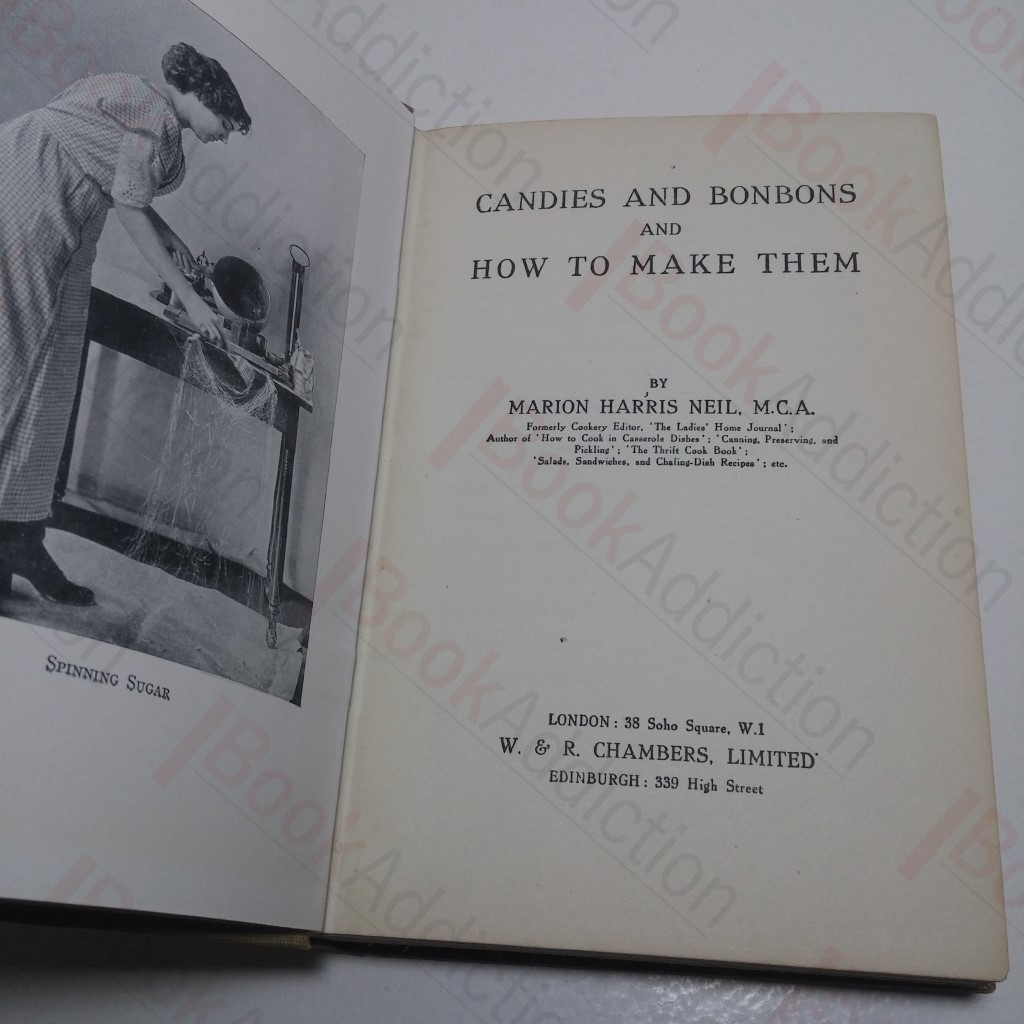 SPINNING SUGAR
CANDIES AND BONBONS
AND
HOW TO MAKE THEM
BY
MARION HARRIS NEIL, M.C.A.
Formerly Cookery Editor, 'The Ladies' Home Journal';
Author of 'How to Cook in Casserole Dishes'; 'Canning, Preserving, and
Pickling'; 'The Thrift Cook Book';
'Salads, Sandwiches, and Chafing-Dish Recipes'; etc.
LONDON: 38 Soho Square, W.1
W. & R. CHAMBERS, LIMITED
EDINBURGH: 339 High Street
BookAddiction